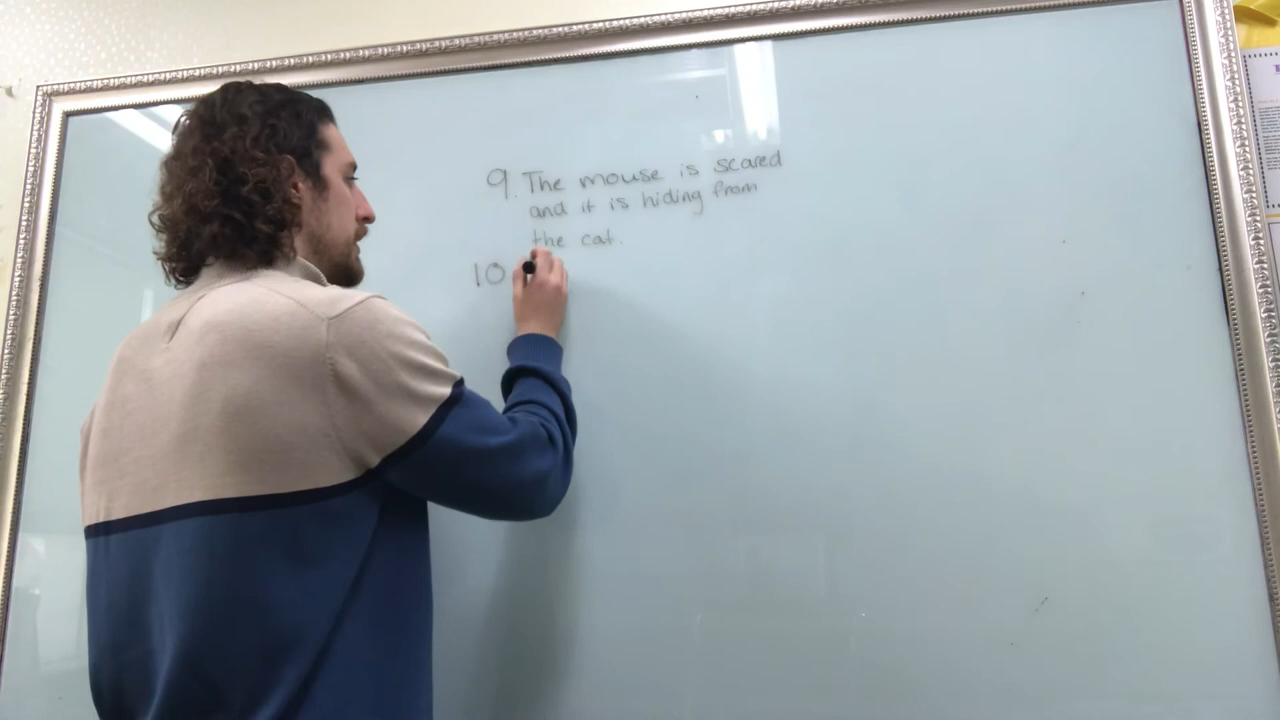 9. The mouse is scared
and it is hiding from
the cat.
10